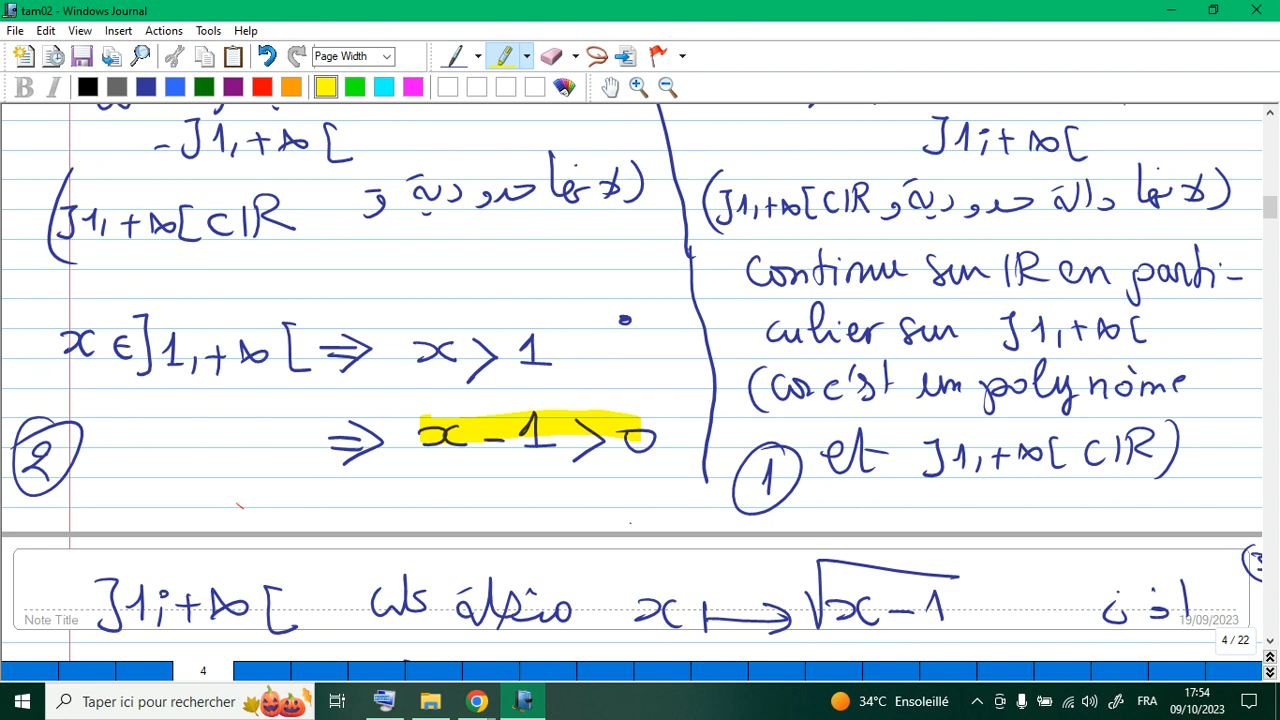 tam02 - Windows Journal
File Edit View Insert Actions Tools Help
Page Width
B I
]1,+∞[
(لأنها حدودية و ]1,+∞[ ⊂ IR
x ∈ ]1,+∞[ ⇒ x > 1
⇒ x - 1 > 0
2
]1;+∞[
(لأنها دالة حدودية و ]1,+∞[ ⊂ IR)
continue sur IR en parti-
culier sur ]1,+∞[
(car c'est un polynôme
1 et ]1,+∞[ ⊂ IR)
إذن x ↦ √x-1 متصلة على ]1;+∞[
Note Title
19/09/2023
4 / 22
4
Taper ici pour rechercher
34°C Ensoleillé
FRA
17:54
09/10/2023